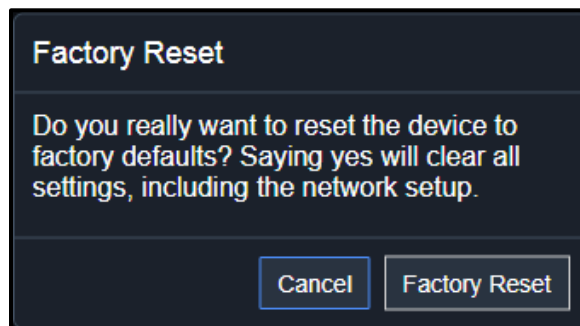 Factory Reset
Do you really want to reset the device to
factory defaults? Saying yes will clear all
settings, including the network setup.
Cancel
Factory Reset